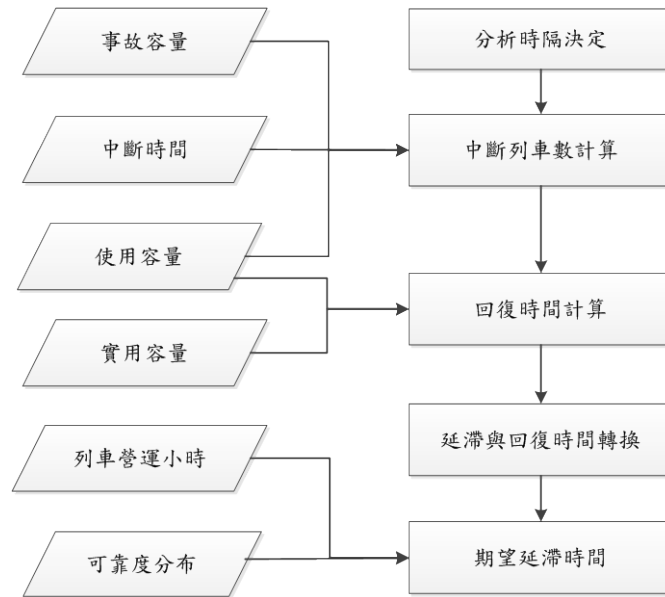 事故容量
分析時隔決定
中斷時間
中斷列車數計算
使用容量
回復時間計算
實用容量
延滯與回復時間轉換
列車營運小時
可靠度分布
期望延滯時間